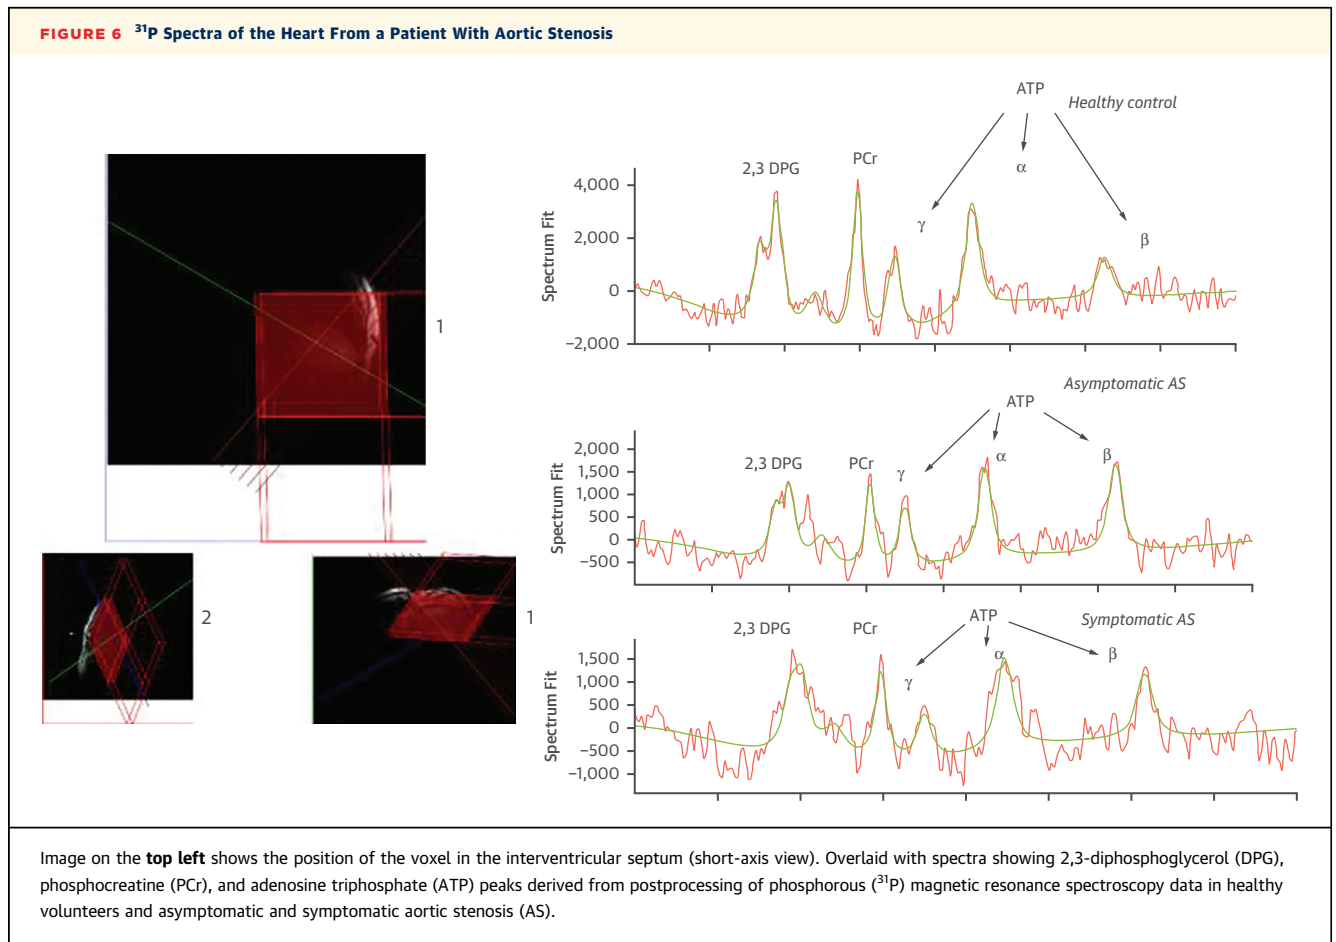 FIGURE 6 ³¹P Spectra of the Heart From a Patient With Aortic Stenosis
1
2
1
ATP
Healthy control
2,3 DPG
PCr
α
γ
β
Spectrum Fit
4,000
2,000
0
−2,000
Asymptomatic AS
ATP
2,3 DPG
PCr
γ
α
β
Spectrum Fit
2,000
1,500
1,000
500
0
−500
ATP
Symptomatic AS
2,3 DPG
PCr
γ
α
β
Spectrum Fit
1,500
1,000
500
0
−500
−1,000
Image on the top left shows the position of the voxel in the interventricular septum (short-axis view). Overlaid with spectra showing 2,3-diphosphoglycerol (DPG),
phosphocreatine (PCr), and adenosine triphosphate (ATP) peaks derived from postprocessing of phosphorous (³¹P) magnetic resonance spectroscopy data in healthy
volunteers and asymptomatic and symptomatic aortic stenosis (AS).